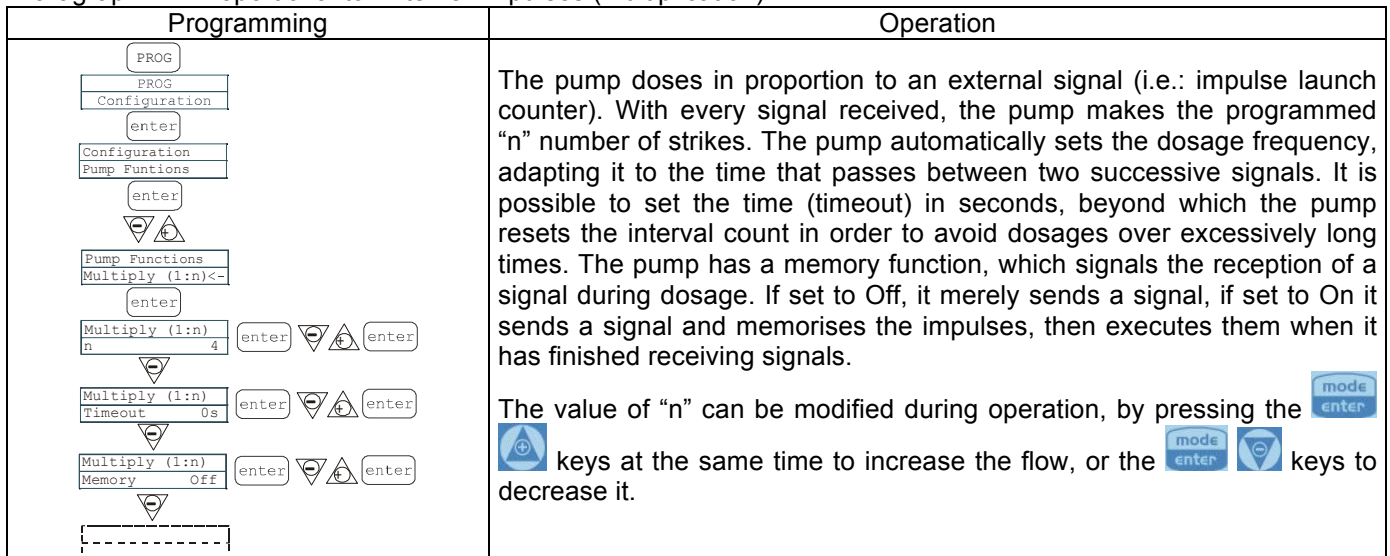 Programming
PROG
PROG
Configuration
enter
Configuration
Pump Funtions
enter
Pump Functions
Multiply (1:n)<-
enter
Multiply (1:n)
n 4 enter enter
Multiply (1:n)
Timeout 0s enter enter
Multiply (1:n)
Memory Off enter enter
Operation
The pump doses in proportion to an external signal (i.e.: impulse launch
counter). With every signal received, the pump makes the programmed
“n” number of strikes. The pump automatically sets the dosage frequency,
adapting it to the time that passes between two successive signals. It is
possible to set the time (timeout) in seconds, beyond which the pump
resets the interval count in order to avoid dosages over excessively long
times. The pump has a memory function, which signals the reception of a
signal during dosage. If set to Off, it merely sends a signal, if set to On it
sends a signal and memorises the impulses, then executes them when it
has finished receiving signals.
The value of “n” can be modified during operation, by pressing the mode enter
keys at the same time to increase the flow, or the mode enter keys to
decrease it.